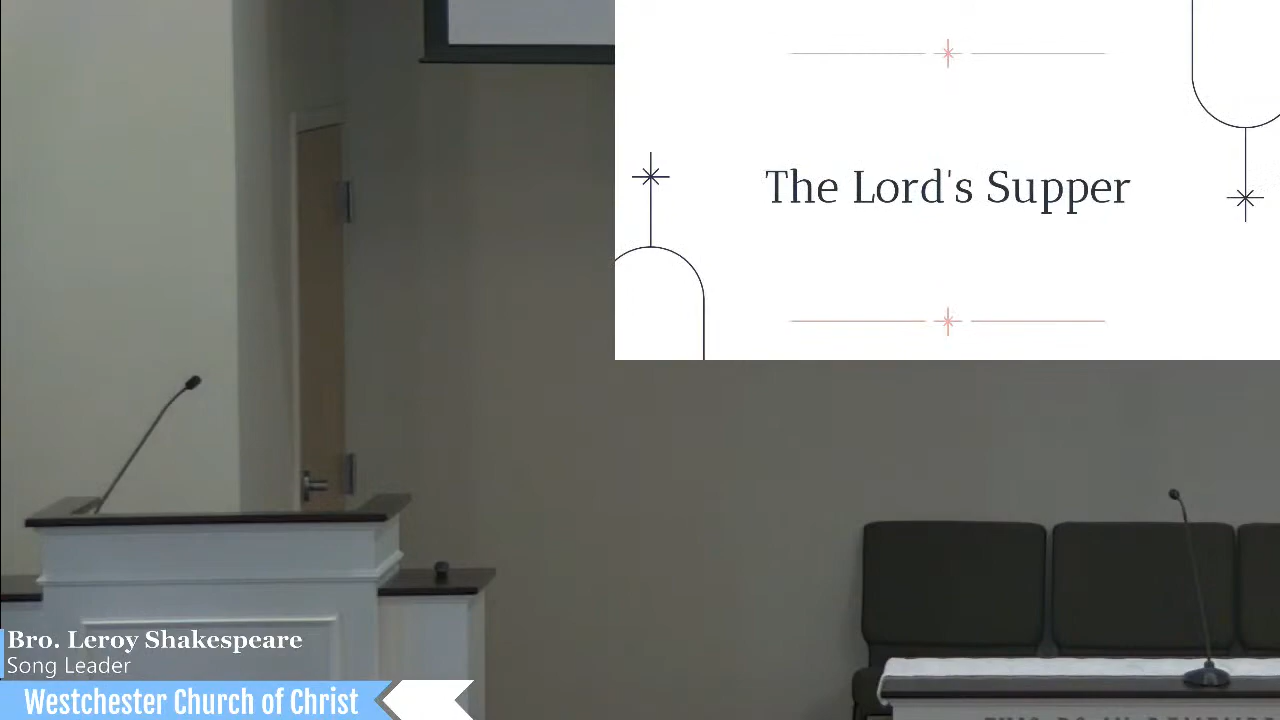 The Lord's Supper
Bro. Leroy Shakespeare
Song Leader
Westchester Church of Christ